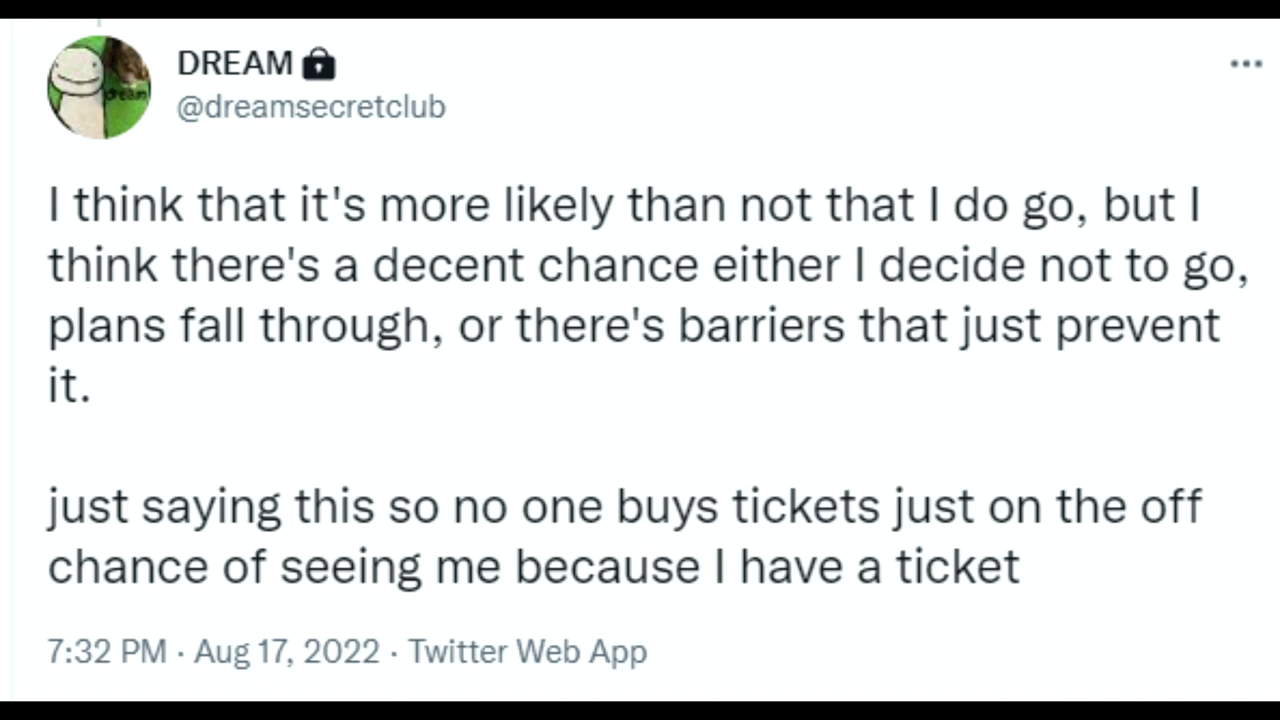 DREAM
@dreamsecretclub
dream
I think that it's more likely than not that I do go, but I
think there's a decent chance either I decide not to go,
plans fall through, or there's barriers that just prevent
it.
just saying this so no one buys tickets just on the off
chance of seeing me because I have a ticket
7:32 PM · Aug 17, 2022 · Twitter Web App